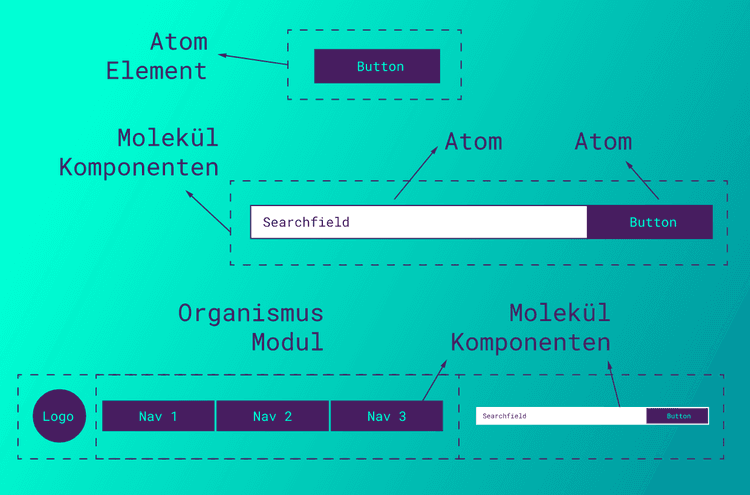 Atom
Element
Button
Molekül
Komponenten
Atom
Atom
Searchfield
Button
Organismus
Modul
Molekül
Komponenten
Logo
Nav 1
Nav 2
Nav 3
Searchfield
Button